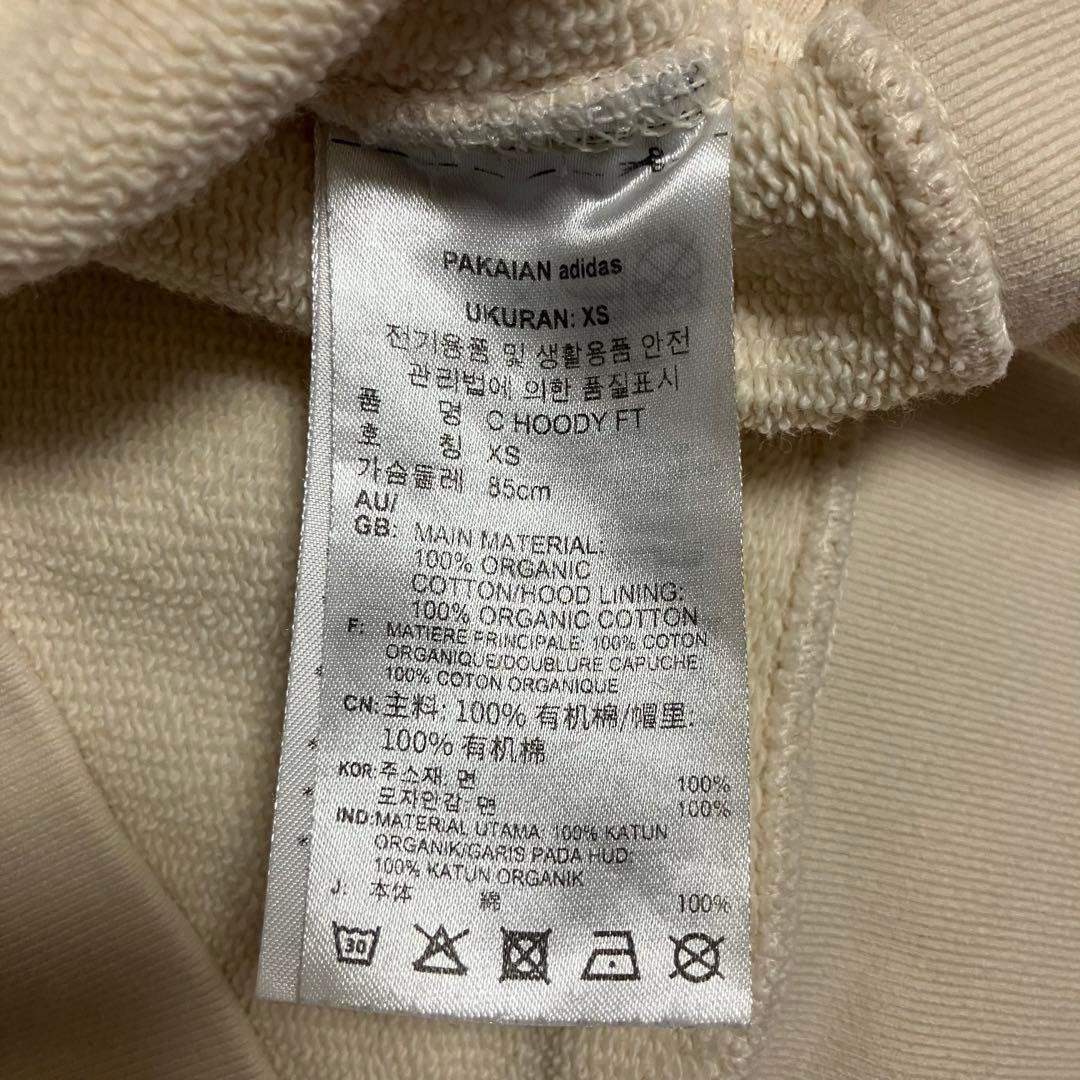 PAKAIAN adidas
UKURAN: XS
전기용품 및 생활용품 안전
관리법에 의한 품질표시
품 명 C HOODY FT
호 칭 XS
가슴둘레 85cm
AU/
GB: MAIN MATERIAL:
100% ORGANIC
COTTON/HOOD LINING:
100% ORGANIC COTTON
F: MATIERE PRINCIPALE: 100% COTON
ORGANIQUE/DOUBLURE CAPUCHE:
100% COTON ORGANIQUE
CN: 主料: 100% 有机棉/帽里:
100% 有机棉
KOR: 주소재: 면 100%
모자안감: 면 100%
IND: MATERIAL UTAMA: 100% KATUN
ORGANIK/GARIS PADA HUD:
100% KATUN ORGANIK
J: 本体 綿 100%
30